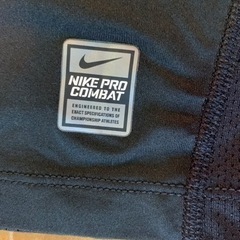 NIKE PRO
COMBAT
ENGINEERED TO THE
EXACT SPECIFICATIONS OF
CHAMPIONSHIP ATHLETES